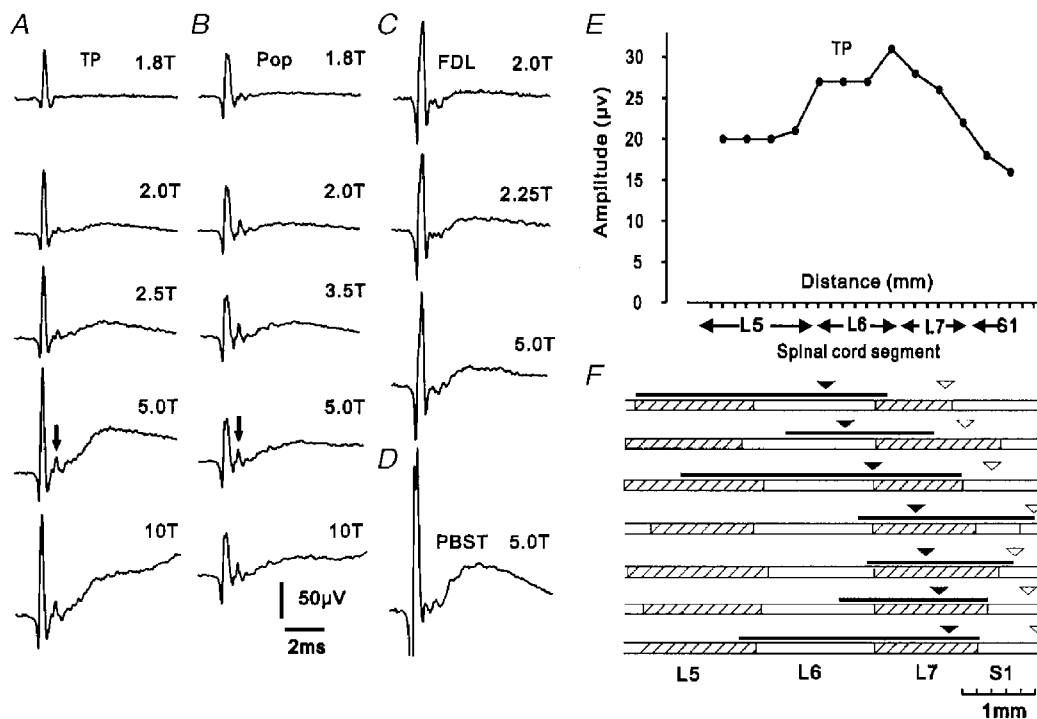 A
TP
1.8T
2.0T
2.5T
5.0T
10T
B
Pop
1.8T
2.0T
3.5T
5.0T
10T
50µV
2ms
C
FDL
2.0T
2.25T
5.0T
D
PBST
5.0T
E
TP
Amplitude (µv)
30
25
20
15
10
5
0
Distance (mm)
L5
L6
L7
S1
Spinal cord segment
F
L5
L6
L7
S1
1mm